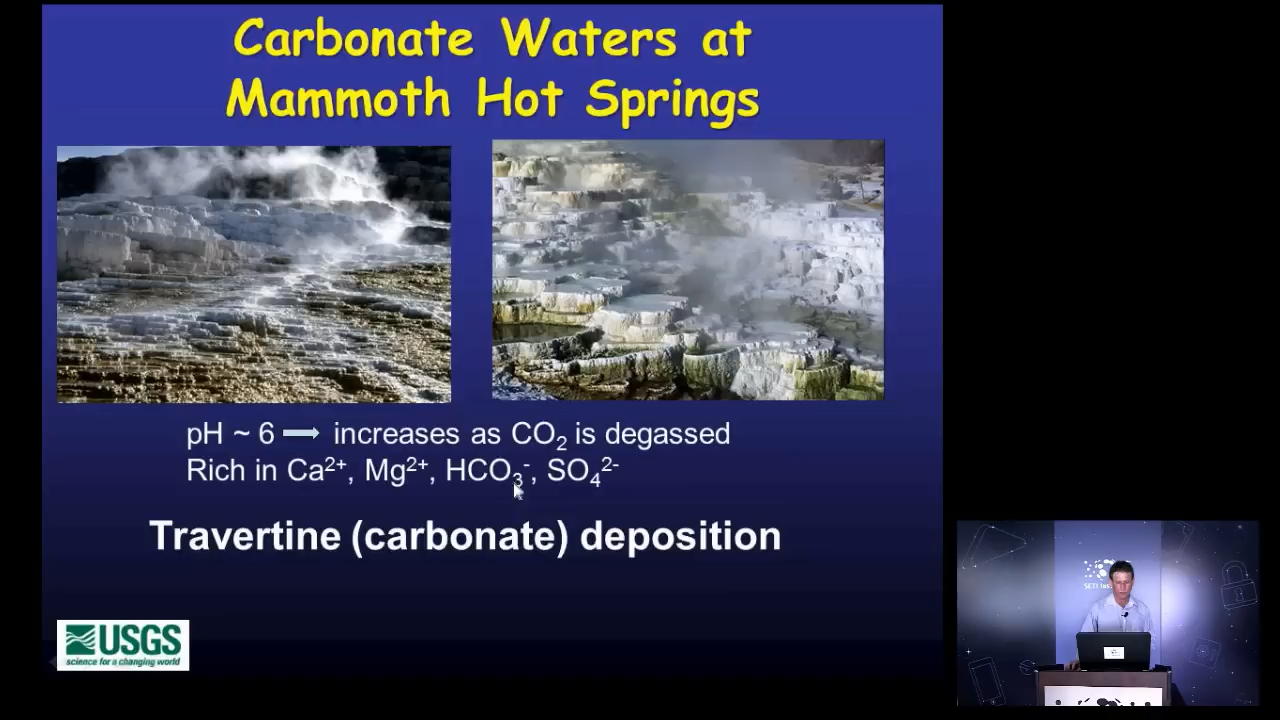 Carbonate Waters at
Mammoth Hot Springs
pH ~ 6 → increases as CO₂ is degassed
Rich in Ca²⁺, Mg²⁺, HCO₃⁻, SO₄²⁻
Travertine (carbonate) deposition
USGS
science for a changing world
SETI